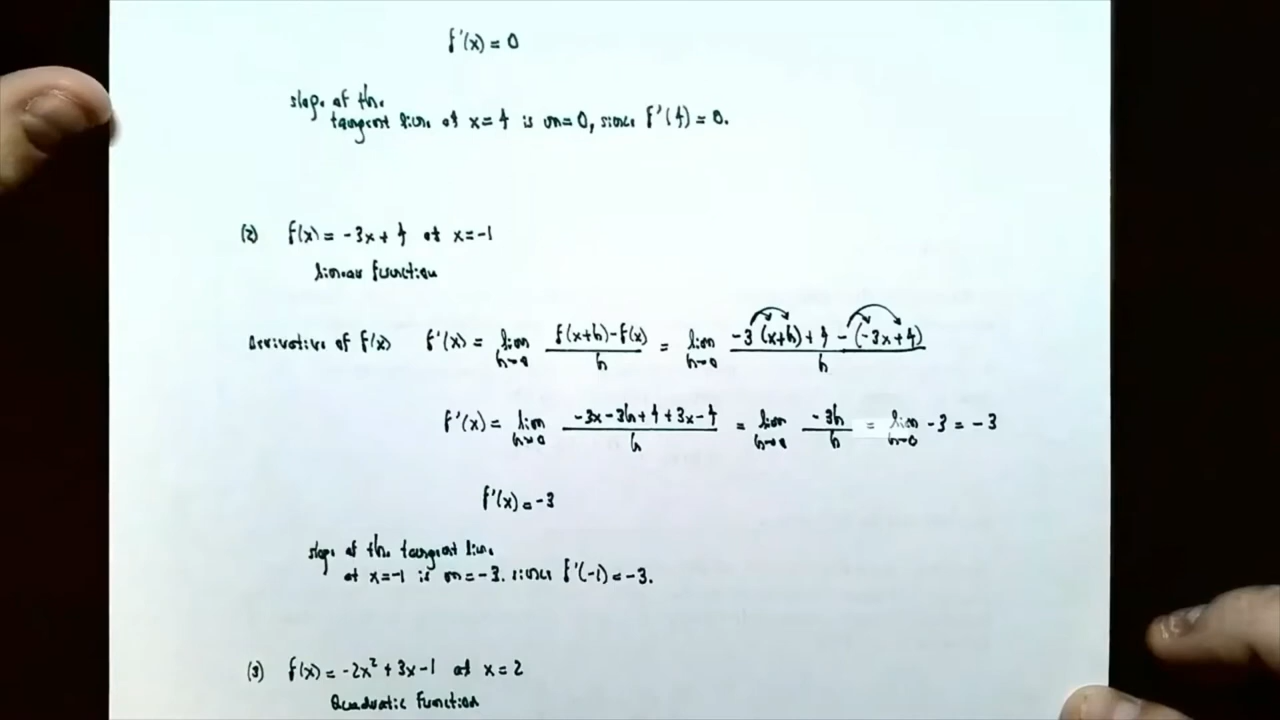 f'(x) = 0
slope of the
tangent line at x = 4 is m = 0, since f'(4) = 0.
(2) f(x) = -3x + 4 at x = -1
linear function
Derivative of f(x) f'(x) = lim h→0 f(x+h) - f(x) / h = lim h→0 -3(x+h) + 4 - (-3x+4) / h
f'(x) = lim h→0 -3x - 3h + 4 + 3x - 4 / h = lim h→0 -3h / h = lim h→0 -3 = -3
f'(x) = -3
slope of the tangent line
at x = -1 is m = -3. since f'(-1) = -3.
(3) f(x) = -2x² + 3x - 1 at x = 2
Quadratic function